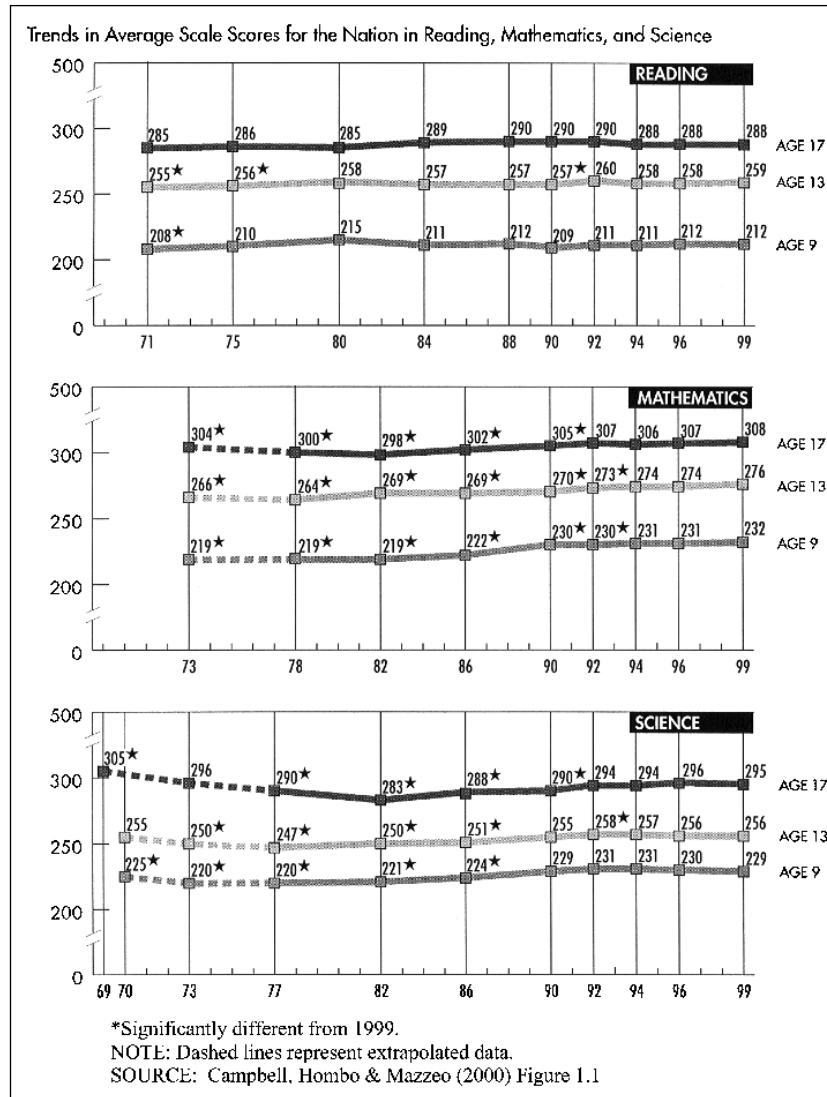 Trends in Average Scale Scores for the Nation in Reading, Mathematics, and Science
500
READING
300
285 286 285 289 290 290 290 288 288 288 AGE 17
255★ 256★ 258 257 257 257★ 260 258 258 259 AGE 13
250
208★ 210 215 211 212 209 211 211 212 212 AGE 9
200
0
71 75 80 84 88 90 92 94 96 99
500
MATHEMATICS
300
304★ 300★ 298★ 302★ 305★ 307 306 307 308 AGE 17
266★ 264★ 269★ 269★ 270★ 273★ 274 274 276 AGE 13
250
219★ 219★ 219★ 222★ 230★ 230★ 231 231 232 AGE 9
200
0
73 78 82 86 90 92 94 96 99
500
SCIENCE
305★ 296 290★ 283★ 288★ 290★ 294 294 296 295 AGE 17
300
255 250★ 247★ 250★ 251★ 255 258★ 257 256 256 AGE 13
250
225★ 220★ 220★ 221★ 224★ 229 231 231 230 229 AGE 9
200
0
69 70 73 77 82 86 90 92 94 96 99
*Significantly different from 1999.
NOTE: Dashed lines represent extrapolated data.
SOURCE: Campbell, Hombo & Mazzeo (2000) Figure 1.1